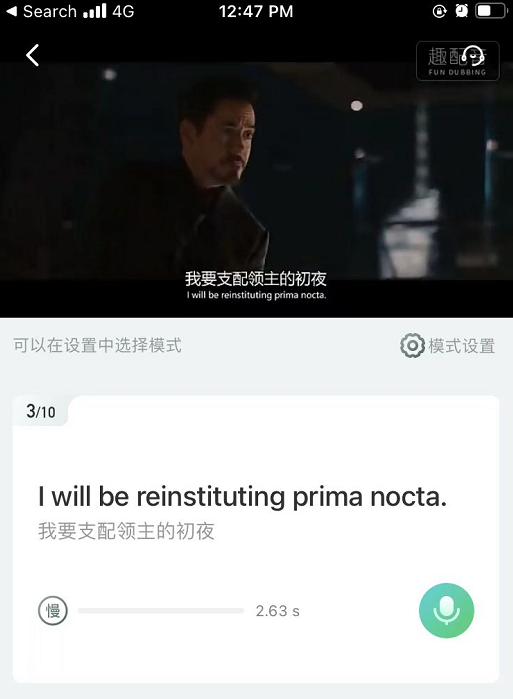 Search 4G 12:47 PM
趣配音
FUN DUBBING
我要支配领主的初夜
I will be reinstituting prima nocta.
可以在设置中选择模式 模式设置
3/10
I will be reinstituting prima nocta.
我要支配领主的初夜
慢 2.63 s